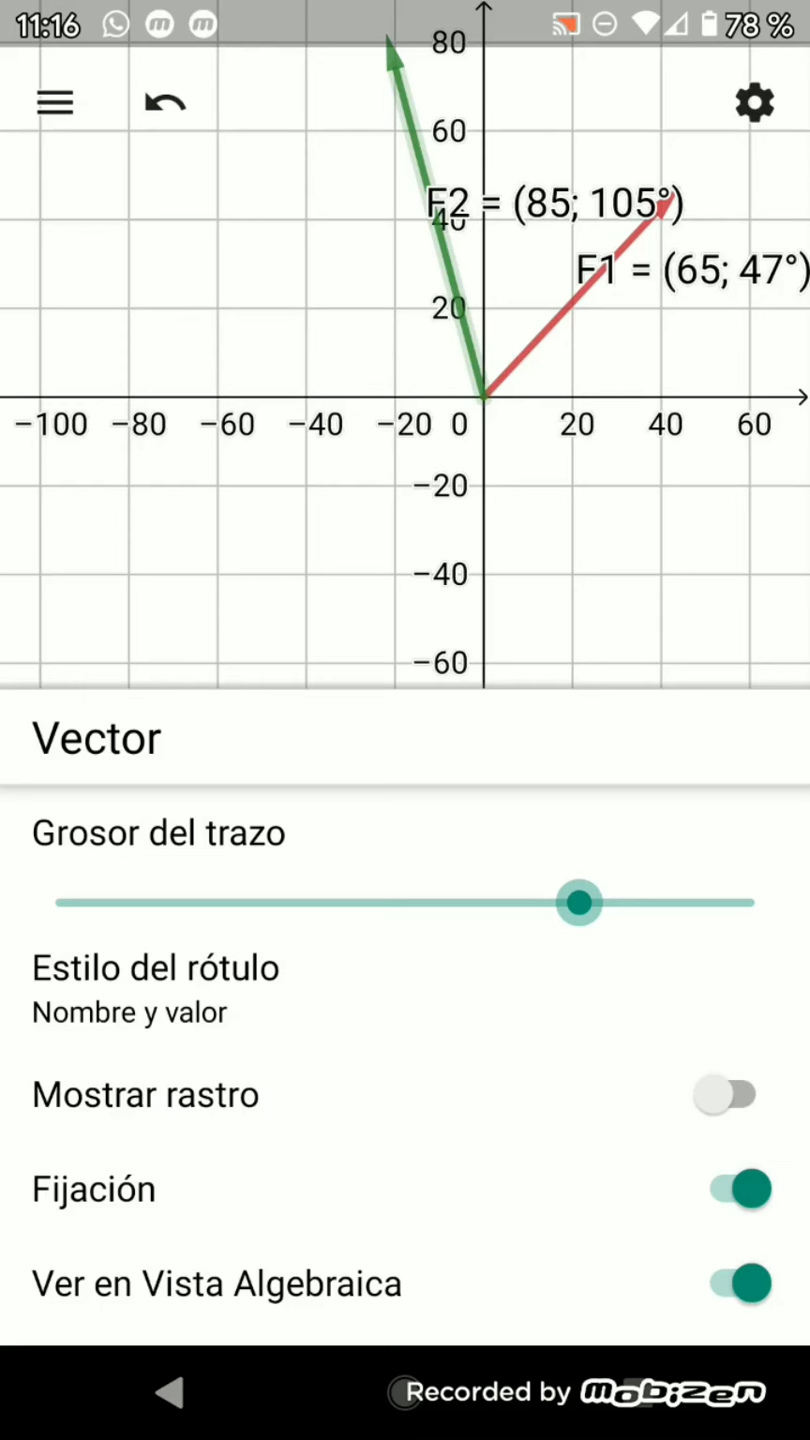 11:16 78 %
80
60
F2 = (85; 105°)
40
F1 = (65; 47°)
20
−100 −80 −60 −40 −20 0 20 40 60
−20
−40
−60
Vector
Grosor del trazo
Estilo del rótulo
Nombre y valor
Mostrar rastro
Fijación
Ver en Vista Algebraica
Recorded by Mobizen